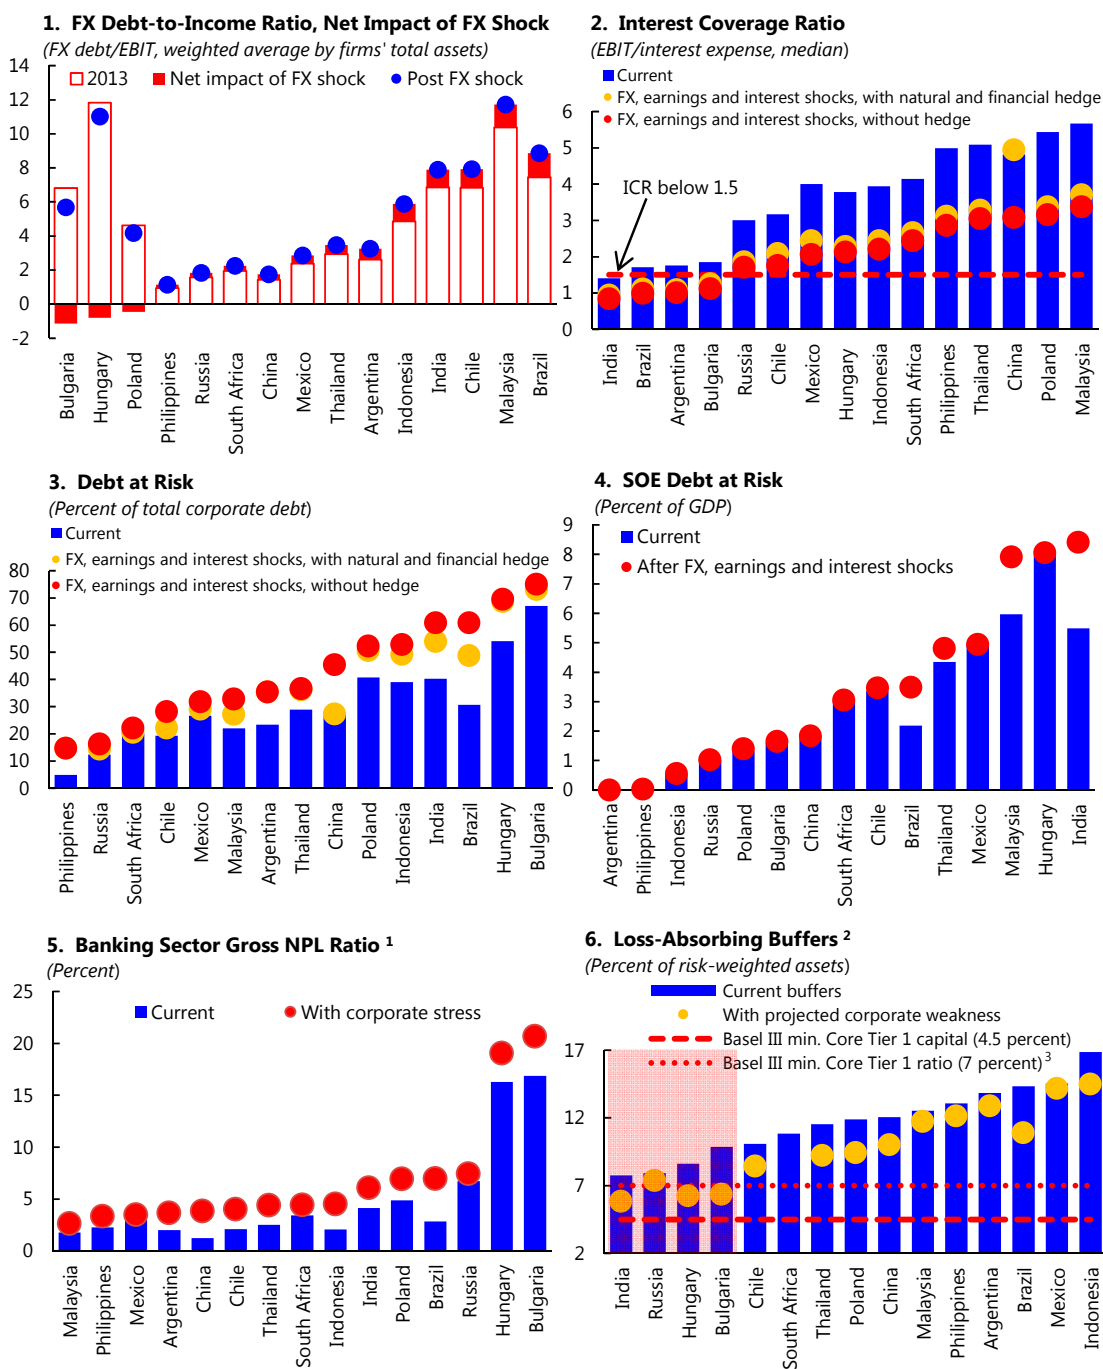 1. FX Debt-to-Income Ratio, Net Impact of FX Shock
(FX debt/EBIT, weighted average by firms' total assets)
2013 Net impact of FX shock Post FX shock
14
12
10
8
6
4
2
0
-2
Bulgaria Hungary Poland Philippines Russia South Africa China Mexico Thailand Argentina Indonesia India Chile Malaysia Brazil
2. Interest Coverage Ratio
(EBIT/interest expense, median)
Current
FX, earnings and interest shocks, with natural and financial hedge
FX, earnings and interest shocks, without hedge
ICR below 1.5
6
5
4
3
2
1
0
India Brazil Argentina Bulgaria Russia Chile Mexico Hungary Indonesia South Africa Philippines Thailand China Poland Malaysia
3. Debt at Risk
(Percent of total corporate debt)
Current
FX, earnings and interest shocks, with natural and financial hedge
FX, earnings and interest shocks, without hedge
80
70
60
50
40
30
20
10
0
Philippines Russia South Africa Chile Mexico Malaysia Argentina Thailand China Poland Indonesia India Brazil Hungary Bulgaria
4. SOE Debt at Risk
(Percent of GDP)
Current
After FX, earnings and interest shocks
9
8
7
6
5
4
3
2
1
0
Argentina Philippines Indonesia Russia Poland Bulgaria China South Africa Chile Brazil Thailand Mexico Malaysia Hungary India
5. Banking Sector Gross NPL Ratio 1
(Percent)
Current With corporate stress
25
20
15
10
5
0
Malaysia Philippines Mexico Argentina China Chile Thailand South Africa Indonesia India Poland Brazil Russia Hungary Bulgaria
6. Loss-Absorbing Buffers 2
(Percent of risk-weighted assets)
Current buffers
With projected corporate weakness
Basel III min. Core Tier 1 capital (4.5 percent)
Basel III min. Core Tier 1 ratio (7 percent) 3
17
12
7
2
India Russia Hungary Bulgaria Chile South Africa Thailand Poland China Malaysia Philippines Argentina Brazil Mexico Indonesia